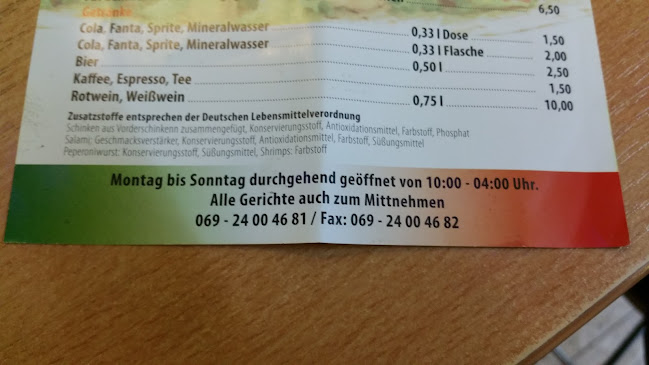 6,50
Getränke
Cola, Fanta, Sprite, Mineralwasser 0,33 l Dose 1,50
Cola, Fanta, Sprite, Mineralwasser 0,33 l Flasche 2,00
Bier 0,50 l 2,50
Kaffee, Espresso, Tee 1,50
Rotwein, Weißwein 0,75 l 10,00
Zusatzstoffe entsprechen der Deutschen Lebensmittelverordnung
Schinken aus Vorderschinkenn zusammengefügt, Konservierungsstoff, Antioxidationsmittel, Farbstoff, Phosphat
Salami; Geschmacksverstärker, Konservierungsstoff, Antioxidationsmittel, Farbstoff, Süßungsmittel
Peperoniwurst: Konservierungsstoff, Süßungsmittel, Shrimps: Farbstoff
Montag bis Sonntag durchgehend geöffnet von 10:00 - 04:00 Uhr.
Alle Gerichte auch zum Mittnehmen
069 - 24 00 46 81 / Fax: 069 - 24 00 46 82